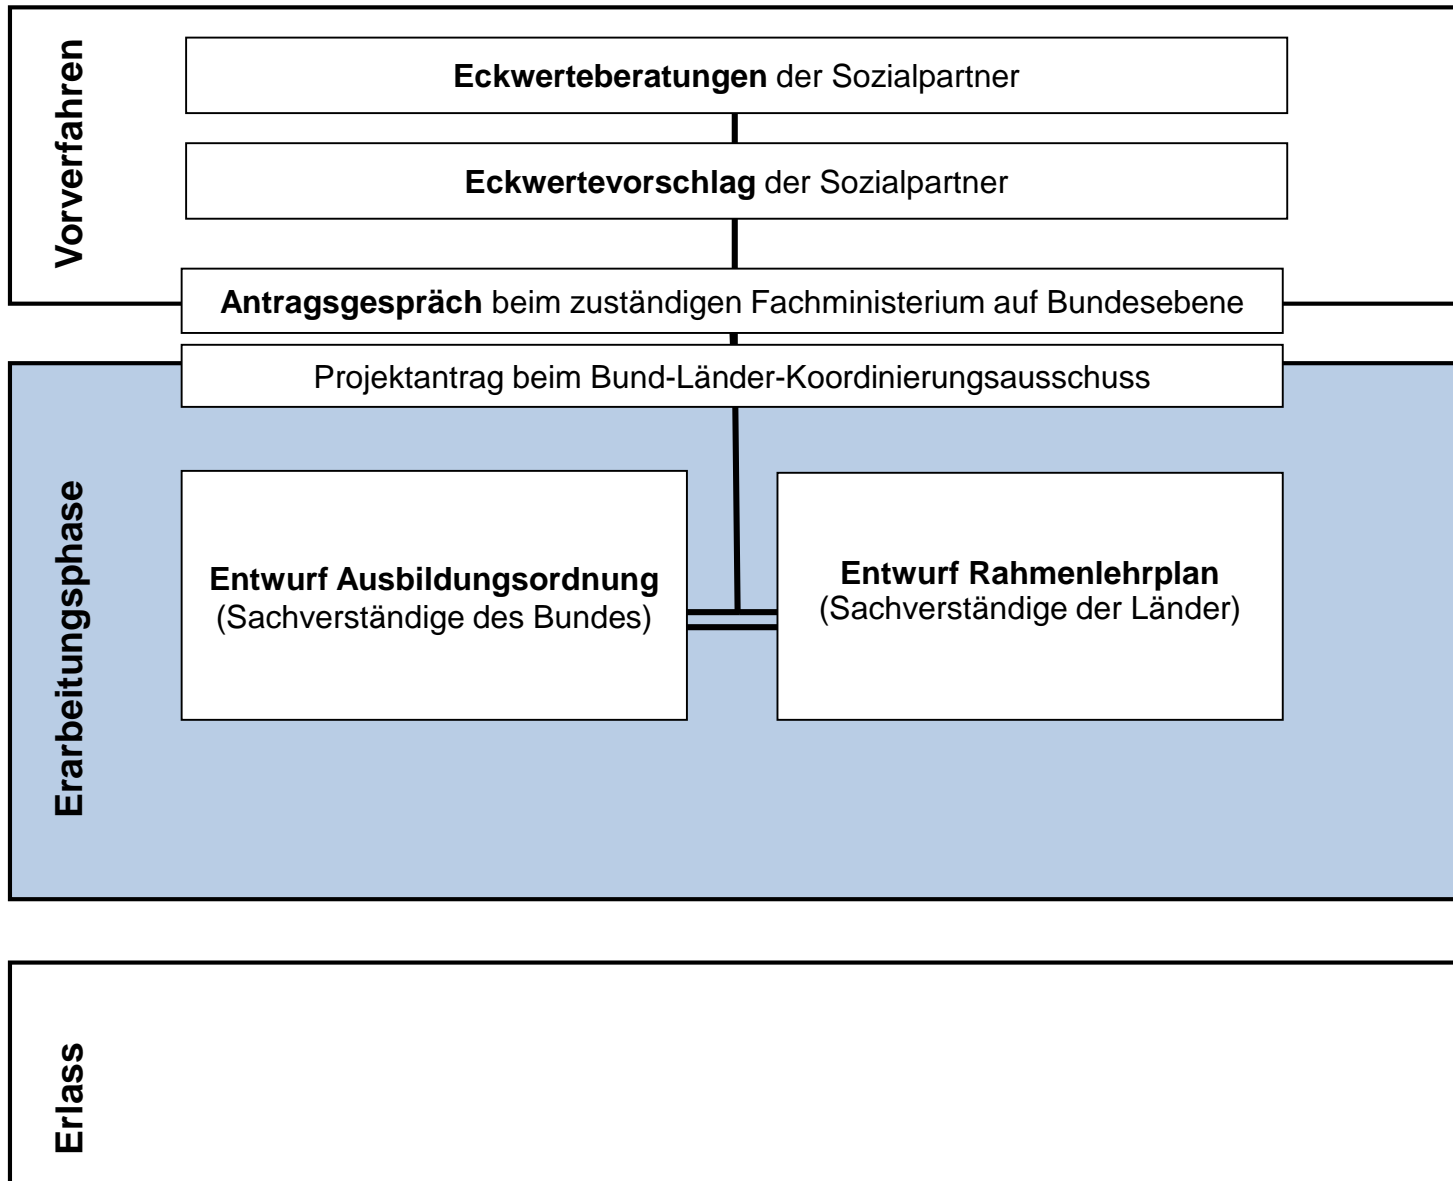 Vorverfahren
Eckwerteberatungen der Sozialpartner
Eckwertevorschlag der Sozialpartner
Antragsgespräch beim zuständigen Fachministerium auf Bundesebene
Projektantrag beim Bund-Länder-Koordinierungsausschuss
Erarbeitungsphase
Entwurf Ausbildungsordnung
(Sachverständige des Bundes)
Entwurf Rahmenlehrplan
(Sachverständige der Länder)
Erlass